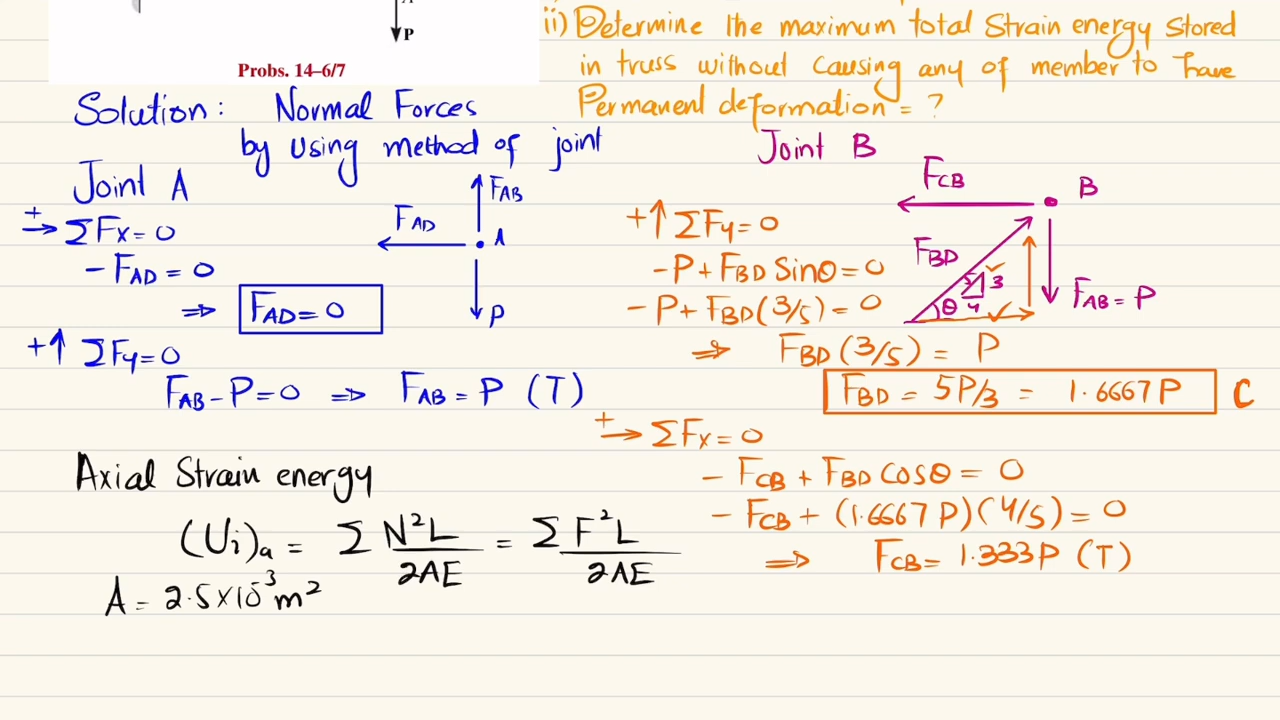 P
Probs. 14–6/7
ii) Determine the maximum total Strain energy Stored
in truss without causing any of member to have
Permanent deformation = ?
Solution: Normal Forces
by using method of joint
Joint A
+→ ΣFx = 0
- FAD = 0
⇒ FAD = 0
FAB
FAD
A
P
+↑ ΣFy = 0
FAB - P = 0 ⇒ FAB = P (T)
Joint B
FCB
B
FBD
5
3
4
θ
FAB = P
+↑ ΣFy = 0
- P + FBD Sinθ = 0
- P + FBD (3/5) = 0
⇒ FBD (3/5) = P
FBD = 5P/3 = 1.6667 P C
+→ ΣFx = 0
- FCB + FBD Cosθ = 0
- FCB + (1.6667 P)(4/5) = 0
⇒ FCB = 1.333P (T)
Axial Strain energy
(Ui)a = Σ N²L/2AE = Σ F²L/2AE
A = 2.5×10⁻³ m²